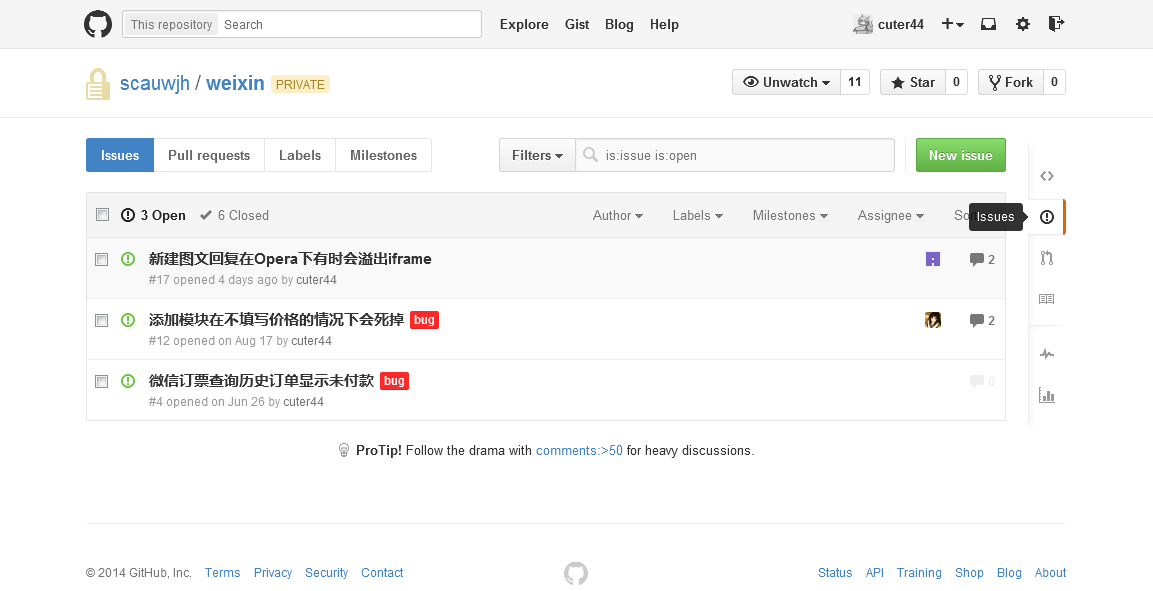 This repository Search Explore Gist Blog Help cuter44
scauwjh / weixin PRIVATE Unwatch 11 Star 0 Fork 0
Issues Pull requests Labels Milestones Filters is:issue is:open New issue
3 Open 6 Closed Author Labels Milestones Assignee Issues
新建图文回复在Opera下有时会溢出iframe 2
#17 opened 4 days ago by cuter44
添加模块在不填写价格的情况下会死掉 bug 2
#12 opened on Aug 17 by cuter44
微信订票查询历史订单显示未付款 bug 0
#4 opened on Jun 26 by cuter44
ProTip! Follow the drama with comments:>50 for heavy discussions.
© 2014 GitHub, Inc. Terms Privacy Security Contact Status API Training Shop Blog About